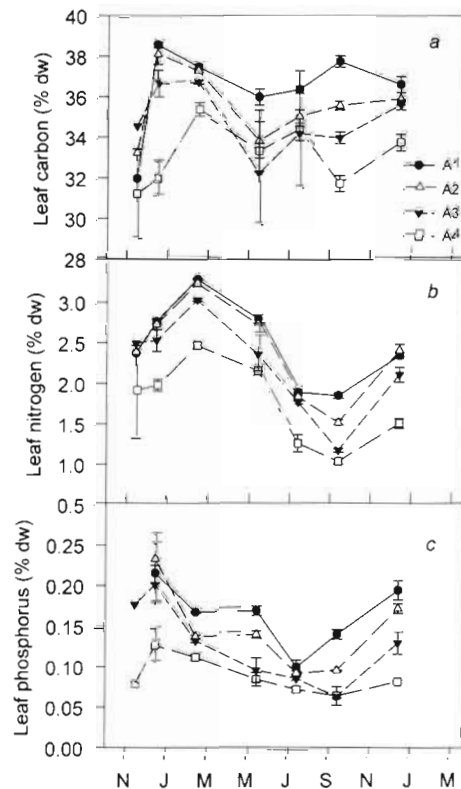 40
a
38
36
34
32
30
28
Leaf carbon (% dw)
A1
A2
A3
A4
b
3.0
2.5
2.0
1.5
1.0
0.5
Leaf nitrogen (% dw)
c
0.25
0.20
0.15
0.10
0.05
0.00
Leaf phosphorus (% dw)
N J M M J S N J